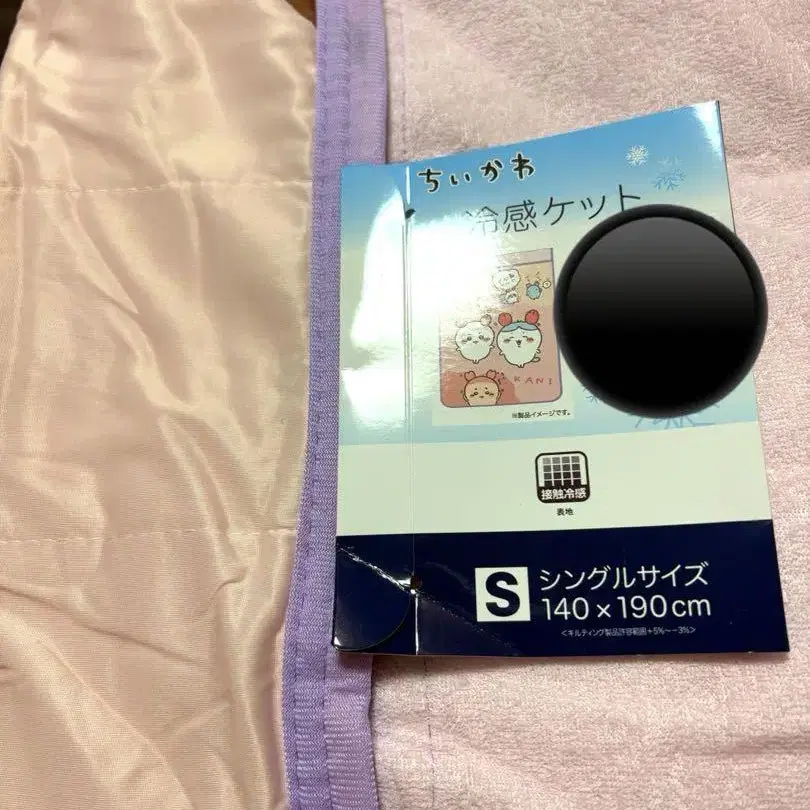 ちいかわ
冷感ケット
KANI
※製品イメージです。
接触冷感
表地
S
シングルサイズ
140×190cm
<キルティング製品許容範囲+5%〜−3%>